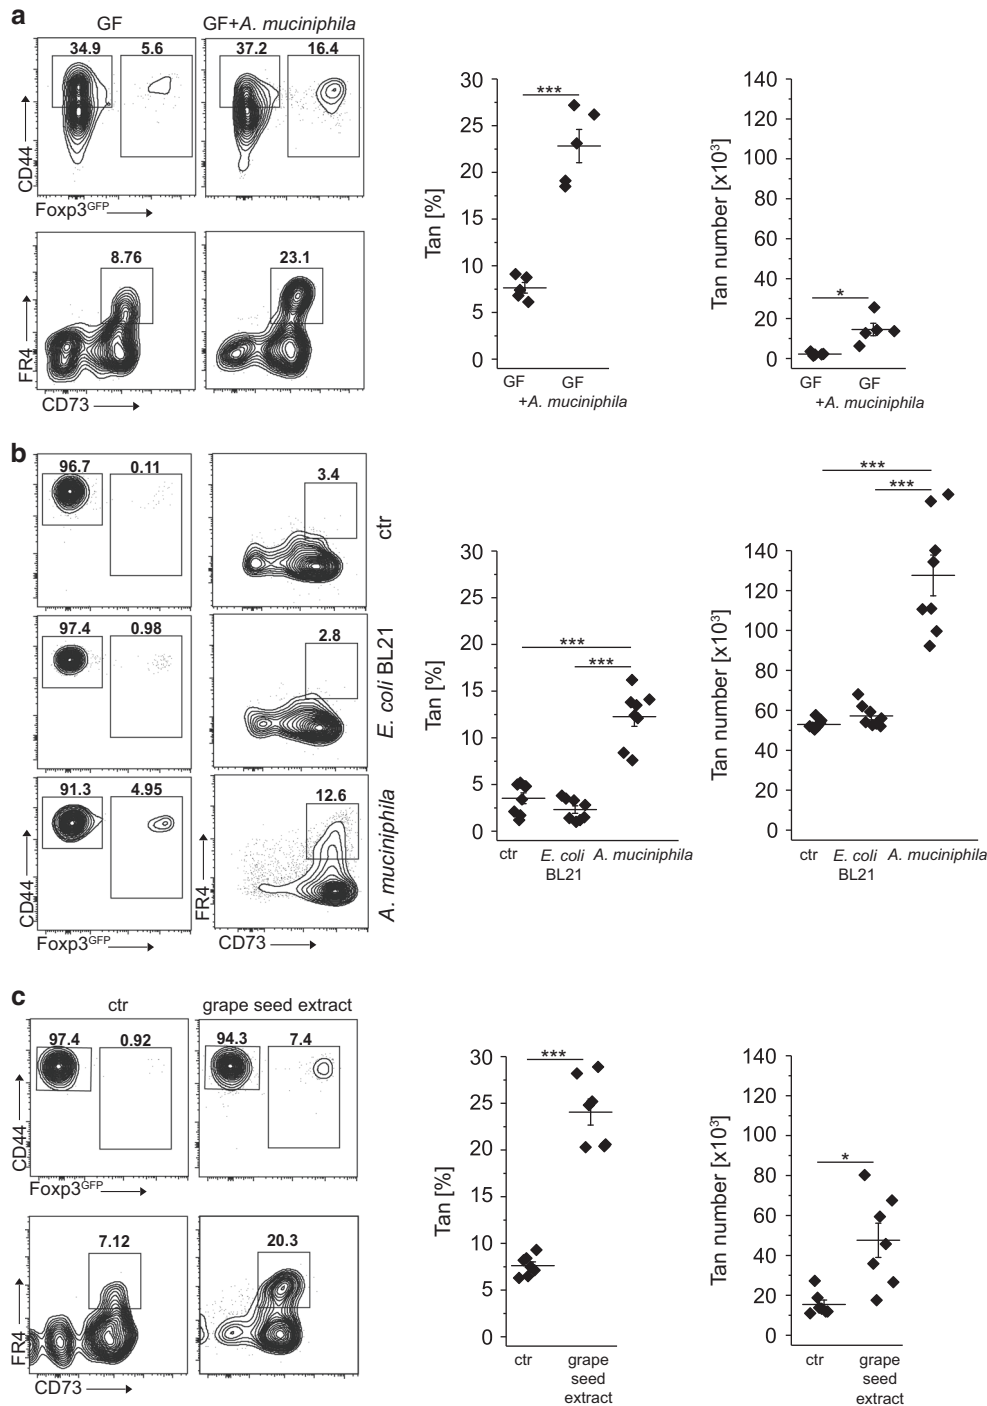 a
GF
GF+A. muciniphila
34.9
5.6
37.2
16.4
CD44
Foxp3GFP
8.76
23.1
FR4
CD73
30
25
20
15
10
5
0
Tan [%]
***
GF
GF
+A. muciniphila
140
120
100
80
60
40
20
0
Tan number [x10³]
*
GF
GF
+A. muciniphila
b
96.7
0.11
3.4
ctr
97.4
0.98
2.8
E. coli BL21
91.3
4.95
12.6
A. muciniphila
CD44
Foxp3GFP
FR4
CD73
30
25
20
15
10
5
0
Tan [%]
***
***
ctr
E. coli
BL21
A. muciniphila
***
***
140
120
100
80
60
40
20
0
Tan number [x10³]
ctr
E. coli
BL21
A. muciniphila
c
ctr
grape seed extract
97.4
0.92
94.3
7.4
CD44
Foxp3GFP
7.12
20.3
FR4
CD73
30
25
20
15
10
5
0
Tan [%]
***
ctr
grape
seed
extract
140
120
100
80
60
40
20
0
Tan number [x10³]
*
ctr
grape
seed
extract